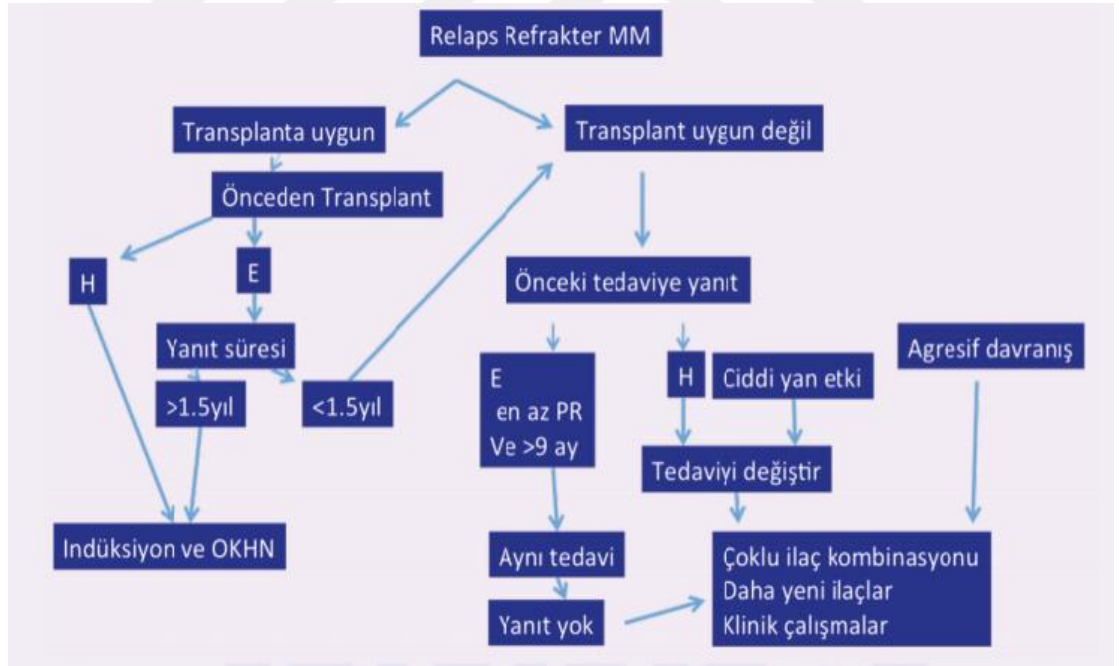 Relaps Refrakter MM
Transplanta uygun
Transplant uygun değil
Önceden Transplant
H
E
Önceki tedaviye yanıt
Yanıt süresi
>1.5yıl
<1.5yıl
E
en az PR
Ve >9 ay
H
Ciddi yan etki
Agresif davranış
Tedaviyi değiştir
Indüksiyon ve OKHN
Aynı tedavi
Yanıt yok
Çoklu ilaç kombinasyonu
Daha yeni ilaçlar
Klinik çalışmalar